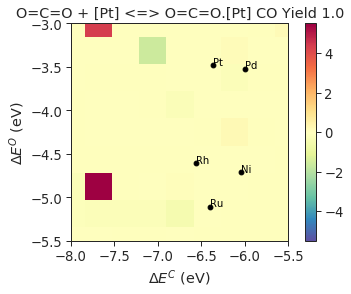 O=C=O + [Pt] <=> O=C=O.[Pt] CO Yield 1.0
−3.0
−3.5
−4.0
−4.5
−5.0
−5.5
ΔE^O (eV)
Pt
Pd
Rh
Ni
Ru
−8.0 −7.5 −7.0 −6.5 −6.0 −5.5
ΔE^C (eV)
4
2
0
−2
−4